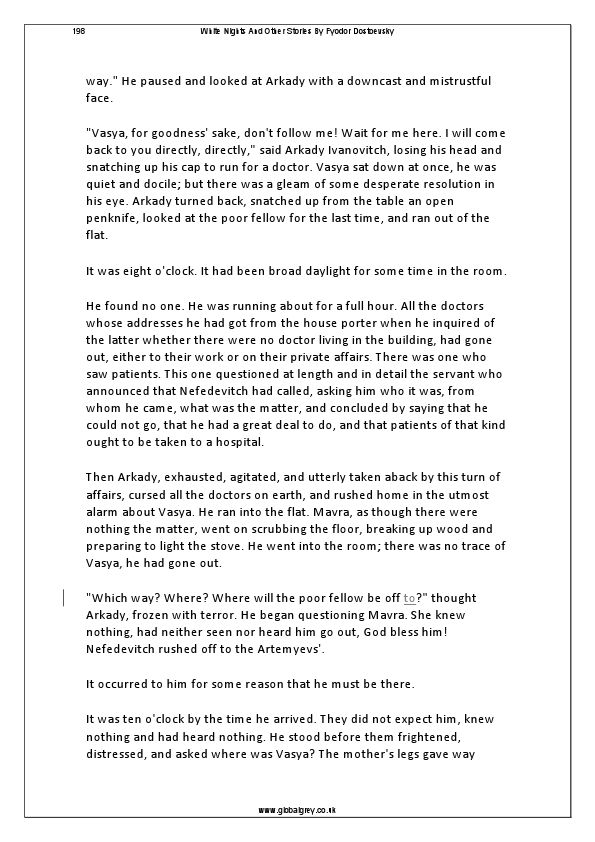 198
White Nights And Other Stories By Fyodor Dostoevsky
way." He paused and looked at Arkady with a downcast and mistrustful
face.
"Vasya, for goodness' sake, don't follow me! Wait for me here. I will come
back to you directly, directly," said Arkady Ivanovitch, losing his head and
snatching up his cap to run for a doctor. Vasya sat down at once, he was
quiet and docile; but there was a gleam of some desperate resolution in
his eye. Arkady turned back, snatched up from the table an open
penknife, looked at the poor fellow for the last time, and ran out of the
flat.
It was eight o'clock. It had been broad daylight for some time in the room.
He found no one. He was running about for a full hour. All the doctors
whose addresses he had got from the house porter when he inquired of
the latter whether there were no doctor living in the building, had gone
out, either to their work or on their private affairs. There was one who
saw patients. This one questioned at length and in detail the servant who
announced that Nefedevitch had called, asking him who it was, from
whom he came, what was the matter, and concluded by saying that he
could not go, that he had a great deal to do, and that patients of that kind
ought to be taken to a hospital.
Then Arkady, exhausted, agitated, and utterly taken aback by this turn of
affairs, cursed all the doctors on earth, and rushed home in the utmost
alarm about Vasya. He ran into the flat. Mavra, as though there were
nothing the matter, went on scrubbing the floor, breaking up wood and
preparing to light the stove. He went into the room; there was no trace of
Vasya, he had gone out.
"Which way? Where? Where will the poor fellow be off to?" thought
Arkady, frozen with terror. He began questioning Mavra. She knew
nothing, had neither seen nor heard him go out, God bless him!
Nefedevitch rushed off to the Artemyevs'.
It occurred to him for some reason that he must be there.
It was ten o'clock by the time he arrived. They did not expect him, knew
nothing and had heard nothing. He stood before them frightened,
distressed, and asked where was Vasya? The mother's legs gave way
www.globalgrey.co.uk